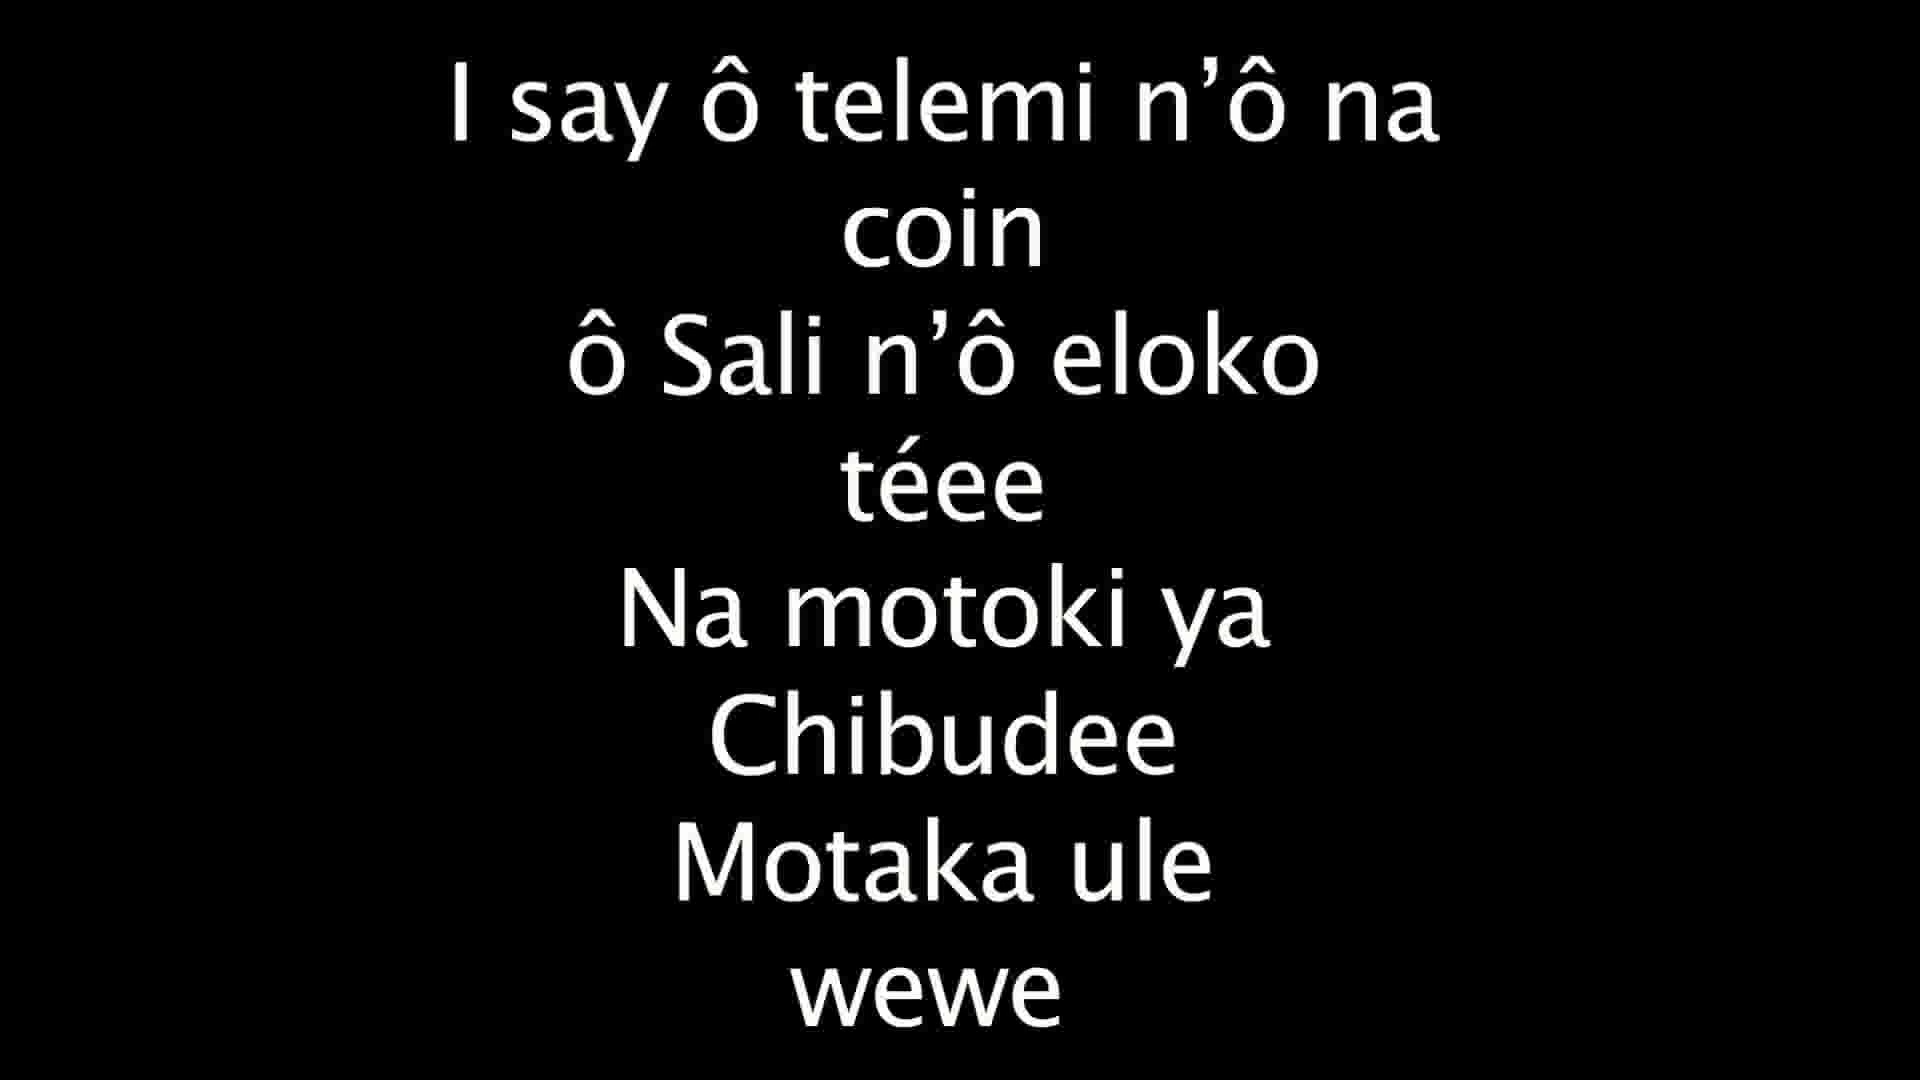 I say ô telemi n’ô na
coin
ô Sali n’ô eloko
téee
Na motoki ya
Chibudee
Motaka ule
wewe